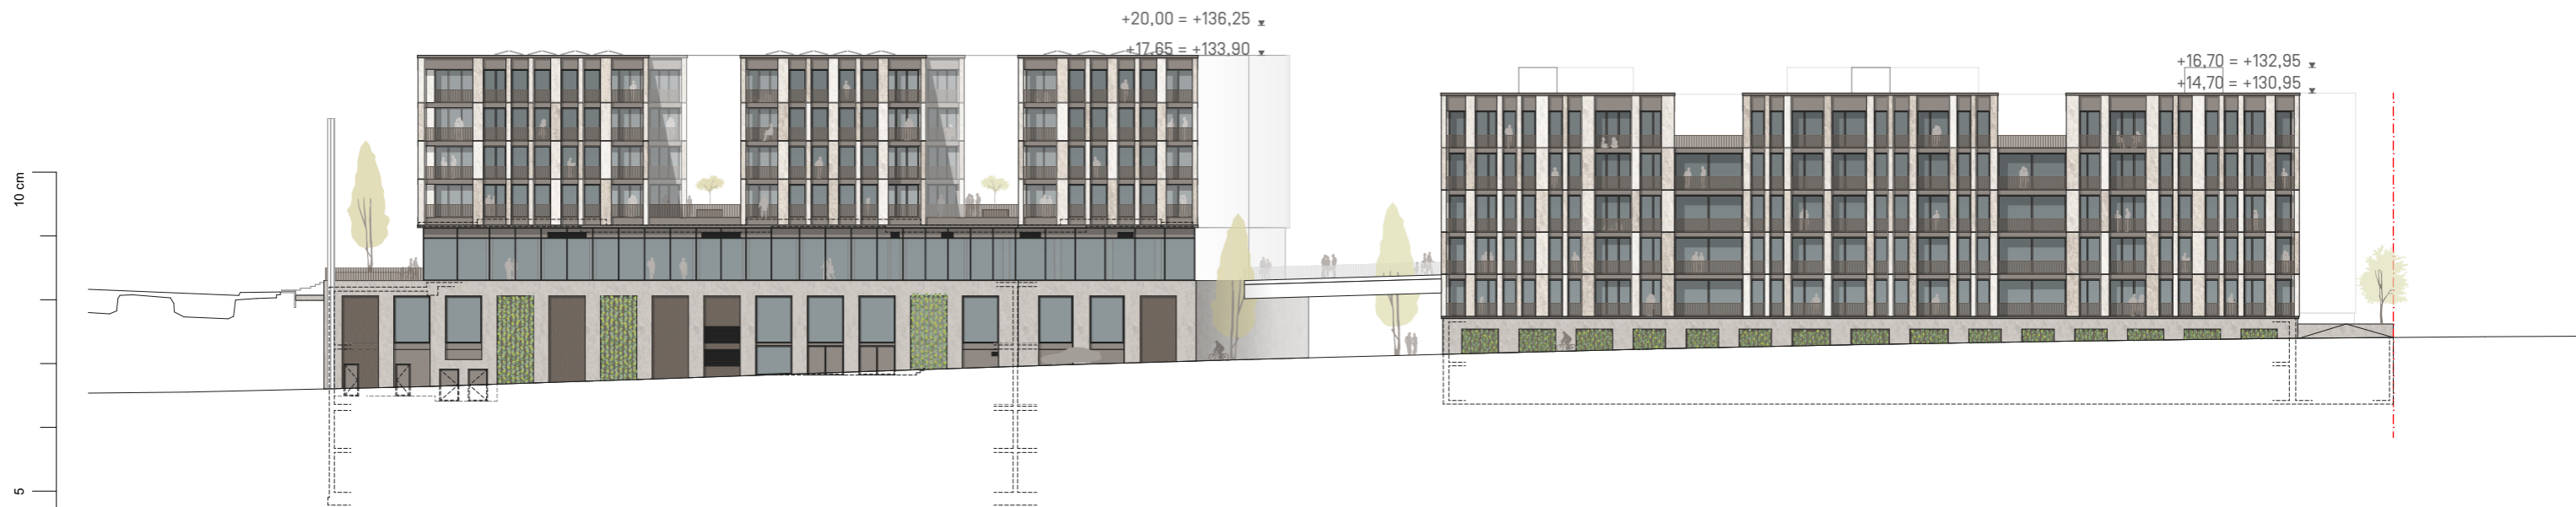 +20,00 = +136,25
+17,65 = +133,90
+16,70 = +132,95
+14,70 = +130,95
10 cm
5